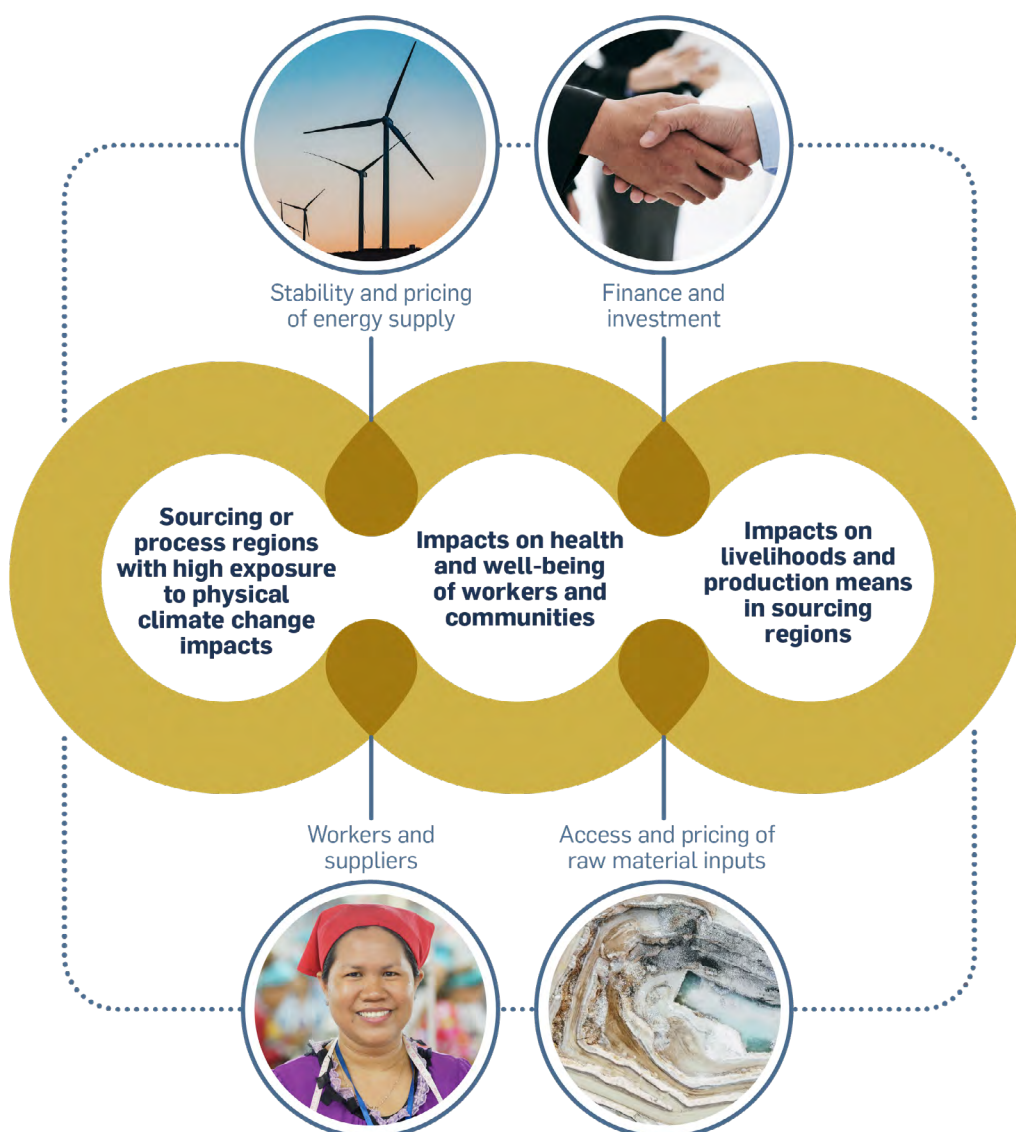 Stability and pricing
of energy supply
Finance and
investment
Sourcing or
process regions
with high exposure
to physical
climate change
impacts
Impacts on health
and well-being
of workers and
communities
Impacts on
livelihoods and
production means
in sourcing
regions
Workers and
suppliers
Access and pricing of
raw material inputs